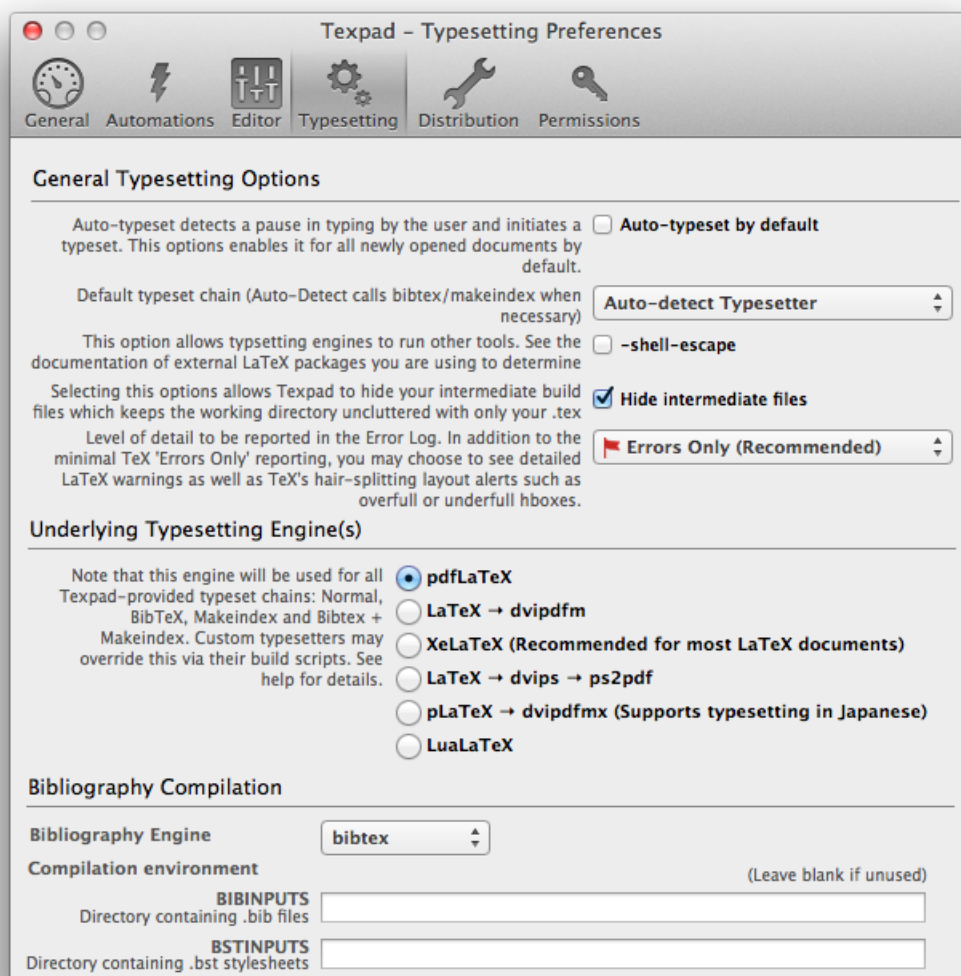 Texpad – Typesetting Preferences
General Automations Editor Typesetting Distribution Permissions
General Typesetting Options
Auto-typeset detects a pause in typing by the user and initiates a
typeset. This options enables it for all newly opened documents by
default.
Auto-typeset by default
Default typeset chain (Auto-Detect calls bibtex/makeindex when
necessary)
Auto-detect Typesetter
This option allows typsetting engines to run other tools. See the
documentation of external LaTeX packages you are using to determine
-shell-escape
Selecting this options allows Texpad to hide your intermediate build
files which keeps the working directory uncluttered with only your .tex
Hide intermediate files
Level of detail to be reported in the Error Log. In addition to the
minimal TeX 'Errors Only' reporting, you may choose to see detailed
LaTeX warnings as well as TeX's hair-splitting layout alerts such as
overfull or underfull hboxes.
Errors Only (Recommended)
Underlying Typesetting Engine(s)
Note that this engine will be used for all
Texpad-provided typeset chains: Normal,
BibTeX, Makeindex and Bibtex +
Makeindex. Custom typesetters may
override this via their build scripts. See
help for details.
pdfLaTeX
LaTeX → dvipdfm
XeLaTeX (Recommended for most LaTeX documents)
LaTeX → dvips → ps2pdf
pLaTeX → dvipdfmx (Supports typesetting in Japanese)
LuaLaTeX
Bibliography Compilation
Bibliography Engine
bibtex
Compilation environment
(Leave blank if unused)
BIBINPUTS
Directory containing .bib files
BSTINPUTS
Directory containing .bst stylesheets